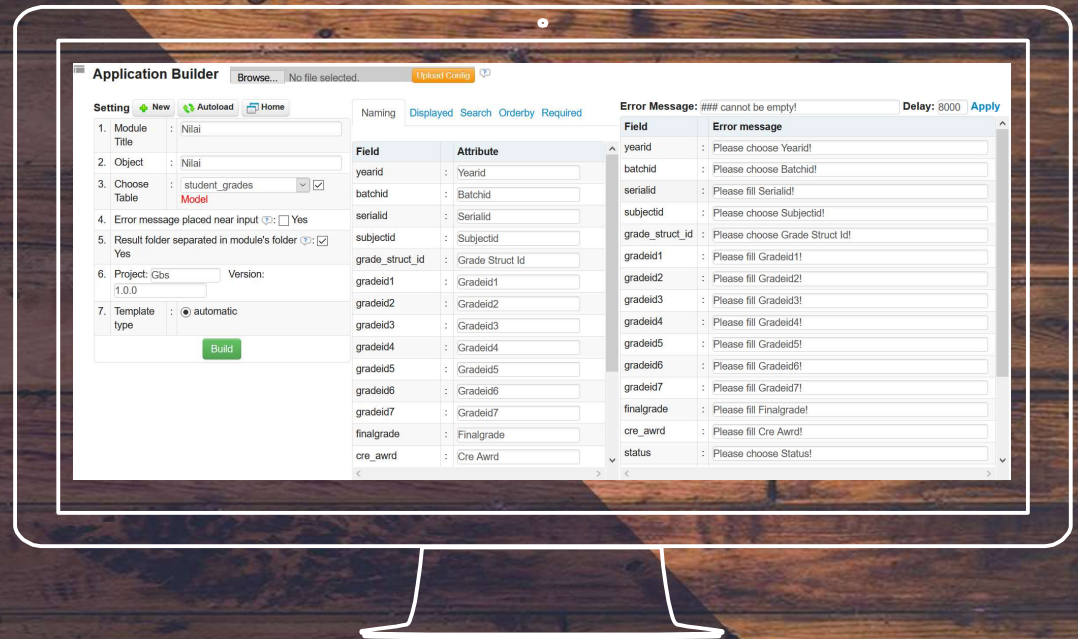 Application Builder Browse... No file selected. Upload Config
Setting New Autoload Home
1. Module Title : Nilai
2. Object : Nilai
3. Choose Table : student_grades
Model
4. Error message placed near input : Yes
5. Result folder separated in module's folder : Yes
6. Project: Gbs Version: 1.0.0
7. Template type : automatic
Build
Naming Displayed Search Orderby Required
Field Attribute
yearid : Yearid
batchid : Batchid
serialid : Serialid
subjectid : Subjectid
grade_struct_id : Grade Struct Id
gradeid1 : Gradeid1
gradeid2 : Gradeid2
gradeid3 : Gradeid3
gradeid4 : Gradeid4
gradeid5 : Gradeid5
gradeid6 : Gradeid6
gradeid7 : Gradeid7
finalgrade : Finalgrade
cre_awrd : Cre Awrd
Error Message: ### cannot be empty! Delay: 8000 Apply
Field Error message
yearid : Please choose Yearid!
batchid : Please choose Batchid!
serialid : Please fill Serialid!
subjectid : Please choose Subjectid!
grade_struct_id : Please choose Grade Struct Id!
gradeid1 : Please fill Gradeid1!
gradeid2 : Please fill Gradeid2!
gradeid3 : Please fill Gradeid3!
gradeid4 : Please fill Gradeid4!
gradeid5 : Please fill Gradeid5!
gradeid6 : Please fill Gradeid6!
gradeid7 : Please fill Gradeid7!
finalgrade : Please fill Finalgrade!
cre_awrd : Please fill Cre Awrd!
status : Please choose Status!